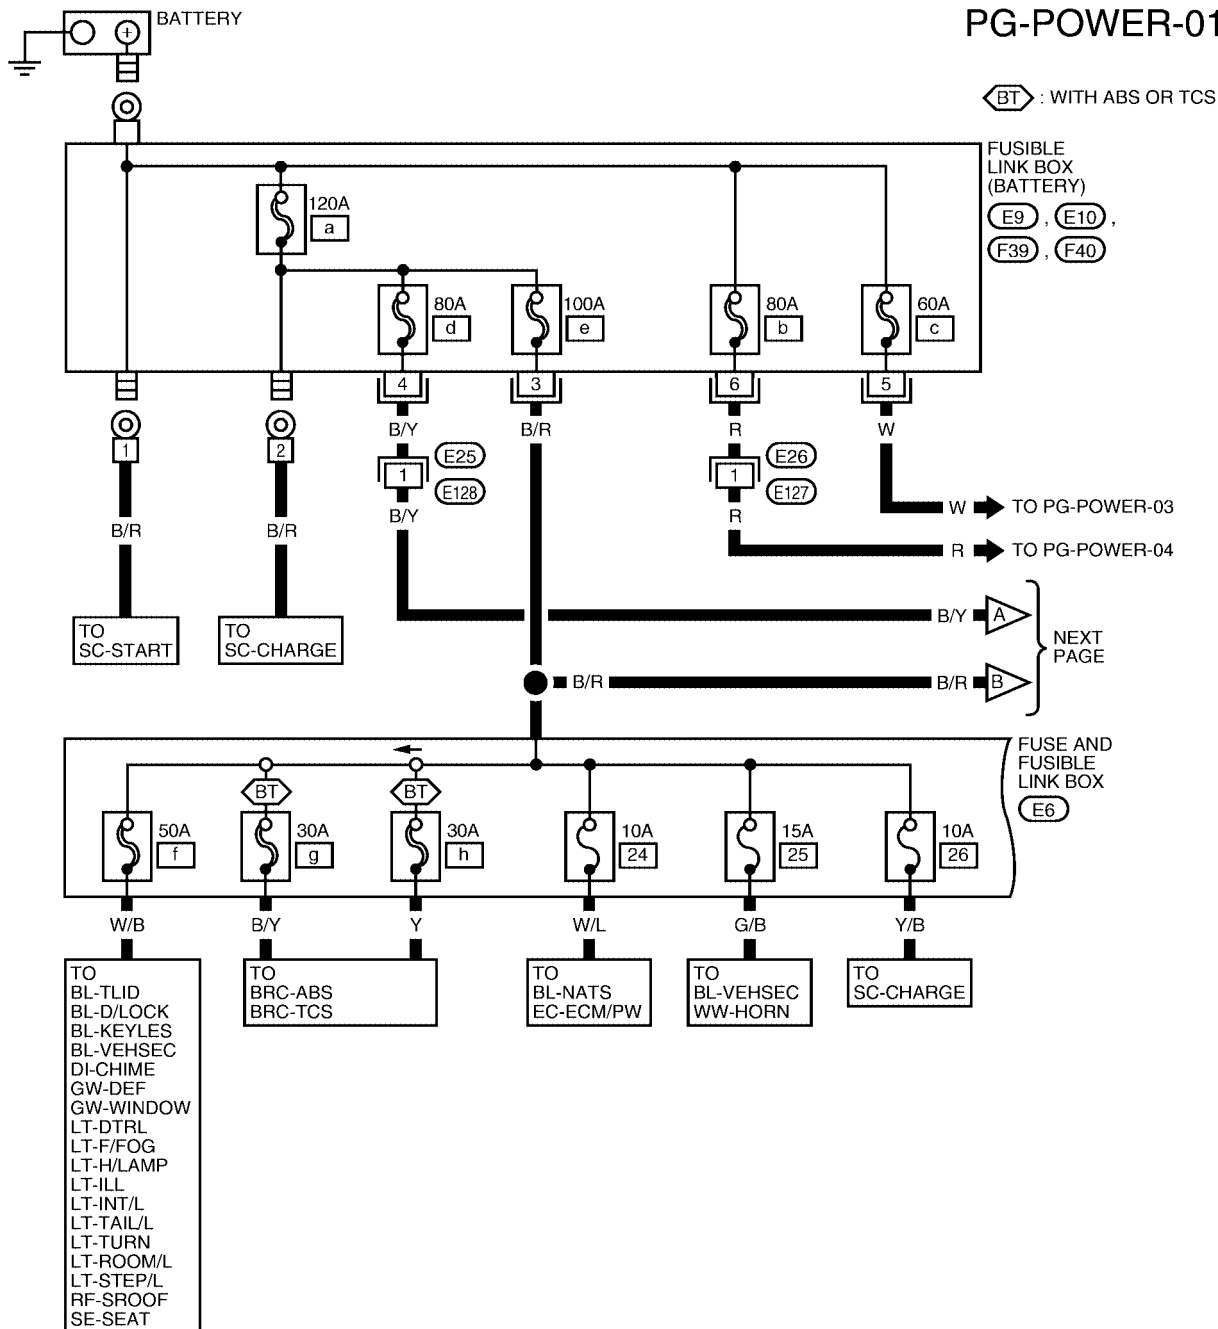 PG-POWER-01
BATTERY
+
BT : WITH ABS OR TCS
FUSIBLE
LINK BOX
(BATTERY)
E9 , E10 ,
F39 , F40
120A
a
80A
d
100A
e
80A
b
60A
c
4
3
6
5
B/Y
B/R
R
W
1
2
1
E25
E128
1
E26
E127
B/Y
R
B/R
B/R
W
TO PG-POWER-03
R
TO PG-POWER-04
TO
SC-START
TO
SC-CHARGE
B/Y
A
NEXT
PAGE
B/R
B/R
B
FUSE AND
FUSIBLE
LINK BOX
E6
BT
BT
50A
f
30A
g
30A
h
10A
24
15A
25
10A
26
W/B
B/Y
Y
W/L
G/B
Y/B
TO
BL-TLID
BL-D/LOCK
BL-KEYLES
BL-VEHSEC
DI-CHIME
GW-DEF
GW-WINDOW
LT-DTRL
LT-F/FOG
LT-H/LAMP
LT-ILL
LT-INT/L
LT-TAIL/L
LT-TURN
LT-ROOM/L
LT-STEP/L
RF-SROOF
SE-SEAT
TO
BRC-ABS
BRC-TCS
TO
BL-NATS
EC-ECM/PW
TO
BL-VEHSEC
WW-HORN
TO
SC-CHARGE